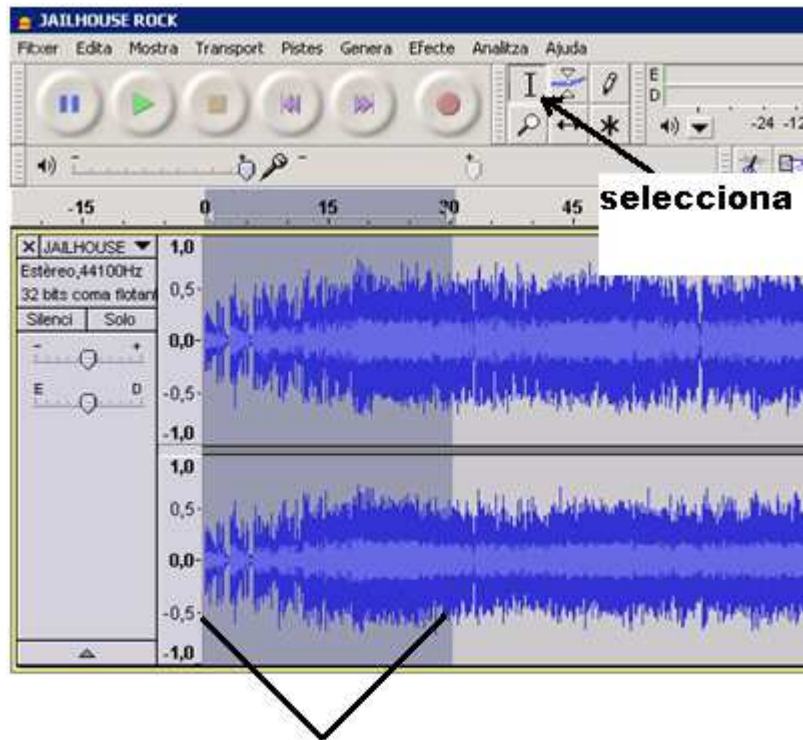 JAILHOUSE ROCK
Fitxer Edita Mostra Transport Pistes Genera Efecte Analitza Ajuda
E
D
-24 -12
selecciona
-15 0 15 30 45
JAILHOUSE
Estèreo,44100Hz
32 bits coma flotant
Silenci Solo
- +
E D
1,0
0,5
0,0
-0,5
-1,0
1,0
0,5
0,0
-0,5
-1,0